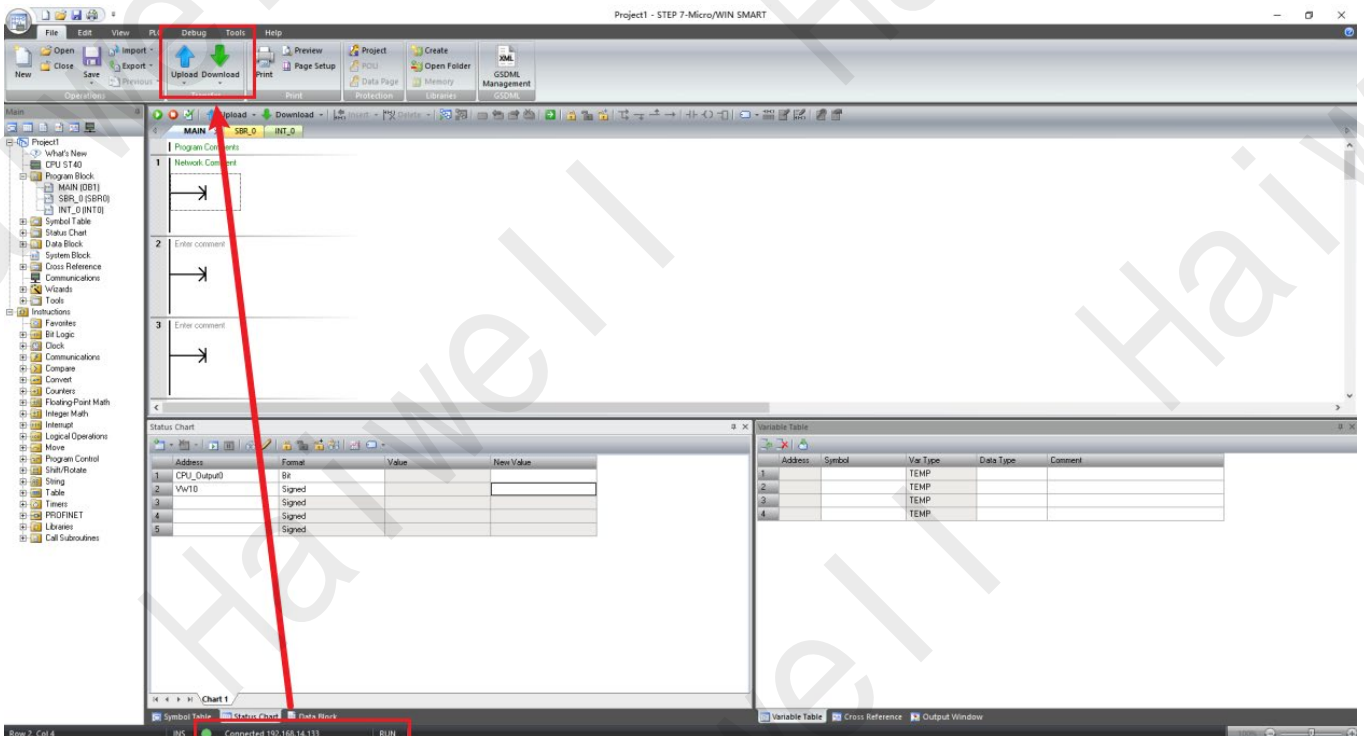 Project1 - STEP 7-Micro/WIN SMART
File Edit View PLC Debug Tools Help
New
Open
Close
Save
Import
Export
Previous
Operations
Upload Download
Transfer
Print
Preview
Page Setup
Print
Project
POU
Data Page
Protection
Create
Open Folder
Memory
Libraries
XML
GSDML
Management
GSDML
Main
Upload Download Insert Delete
MAIN SBR_0 INT_0
Program Comments
1 Network Comment
2 Enter comment
3 Enter comment
Project1
What's New
CPU ST40
Program Block
MAIN (OB1)
SBR_0 (SBR0)
INT_0 (INT0)
Symbol Table
Status Chart
Data Block
System Block
Cross Reference
Communications
Wizards
Tools
Instructions
Favorites
Bit Logic
Clock
Communications
Compare
Convert
Counters
Floating-Point Math
Integer Math
Interrupt
Logical Operations
Move
Program Control
Shift/Rotate
String
Table
Timers
PROFINET
Libraries
Call Subroutines
Status Chart
Address Format Value New Value
1 CPU_Output0 Bit
2 VW10 Signed
3 Signed
4 Signed
5 Signed
Chart 1
Symbol Table Status Chart Data Block
Variable Table
Address Symbol Var Type Data Type Comment
1 TEMP
2 TEMP
3 TEMP
4 TEMP
Variable Table Cross Reference Output Window
Row 2, Col 4 INS Connected 192.168.14.133 RUN 100%
Haiwell
Haiwell